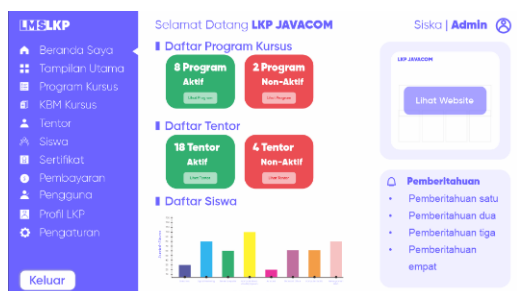 LMSLKP
Beranda Saya
Tampilan Utama
Program Kursus
KBM Kursus
Tentor
Siswa
Sertifikat
Pembayaran
Pengguna
Profil LKP
Pengaturan
Keluar
Selamat Datang LKP JAVACOM
Siska | Admin
Daftar Program Kursus
8 Program
Aktif
Lihat Program
2 Program
Non-Aktif
Lihat Program
Daftar Tentor
18 Tentor
Aktif
Lihat Tentor
4 Tentor
Non-Aktif
Lihat Tentor
Daftar Siswa
LKP JAVACOM
Lihat Website
Pemberitahuan
Pemberitahuan satu
Pemberitahuan dua
Pemberitahuan tiga
Pemberitahuan
empat